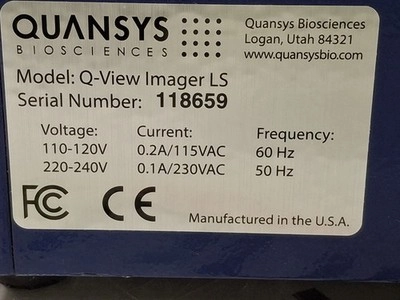 QUANSYS
BIOSCIENCES
Quansys Biosciences
Logan, Utah 84321
www.quansysbio.com
Model: Q-View Imager LS
Serial Number: 118659
Voltage: Current: Frequency:
110-120V 0.2A/115VAC 60 Hz
220-240V 0.1A/230VAC 50 Hz
FCC CE
Manufactured in the U.S.A.